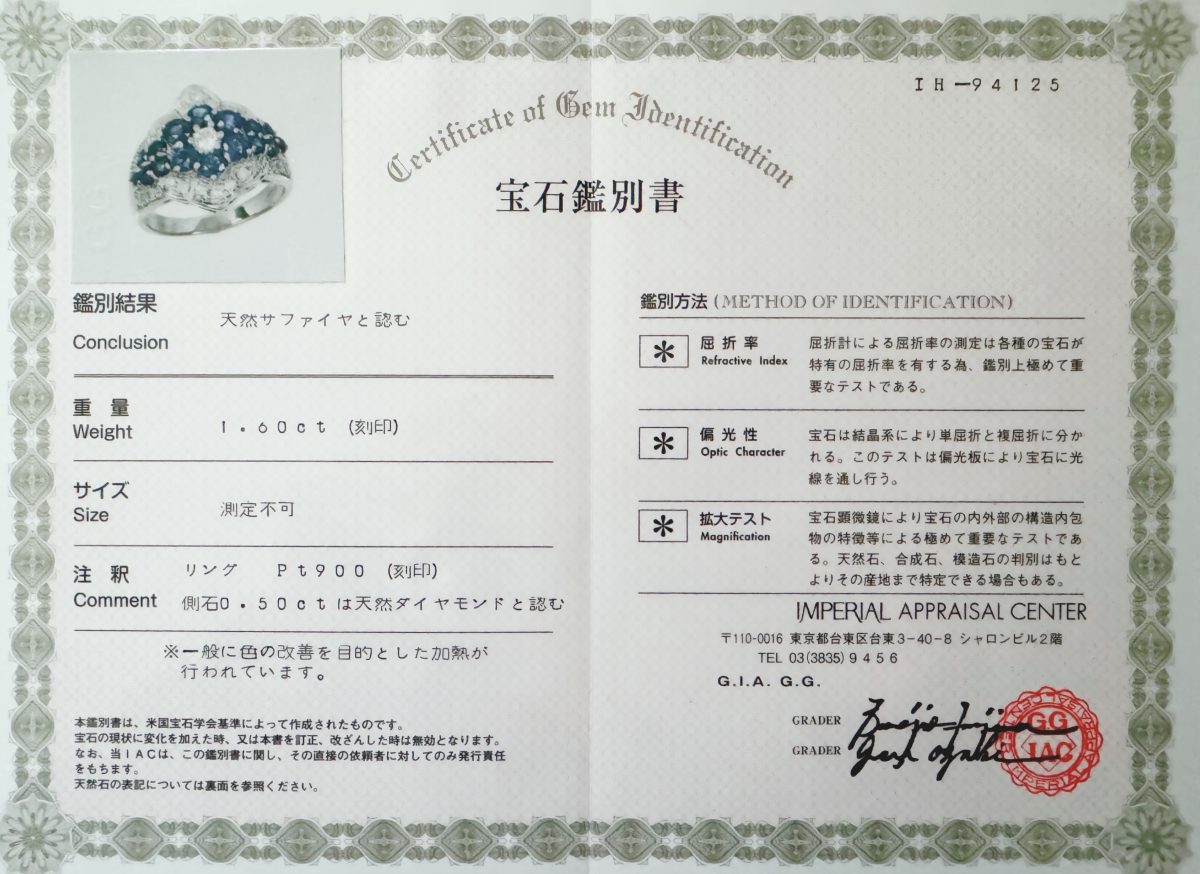 IH-94125
Certificate of Gem Identification
宝石鑑別書
鑑別結果
Conclusion
天然サファイヤと認む
重 量
Weight
1.60ct (刻印)
サイズ
Size
測定不可
注 釈
Comment
リング Pt900 (刻印)
側石0.50ctは天然ダイヤモンドと認む
※一般に色の改善を目的とした加熱が
行われています。
本鑑別書は、米国宝石学会基準によって作成されたものです。
宝石の現状に変化を加えた時、又は本書を訂正、改ざんした時は無効となります。
なお、当IACは、この鑑別書に関し、その直接の依頼者に対してのみ発行責任
をもちます。
天然石の表記については裏面を参照ください。
鑑別方法 (METHOD OF IDENTIFICATION)
* 屈折率
Refractive Index
屈折計による屈折率の測定は各種の宝石が
特有の屈折率を有する為、鑑別上極めて重
要なテストである。
* 偏光性
Optic Character
宝石は結晶系により単屈折と複屈折に分か
れる。このテストは偏光板により宝石に光
線を通し行う。
* 拡大テスト
Magnification
宝石顕微鏡により宝石の内外部の構造内包
物の特徴等による極めて重要なテストであ
る。天然石、合成石、模造石の判別はもと
よりその産地まで特定できる場合もある。
IMPERIAL APPRAISAL CENTER
〒110-0016 東京都台東区台東3-40-8 シャロンビル2階
TEL 03(3835)9456
G.I.A. G.G.
GRADER
GRADER
GG
IAC